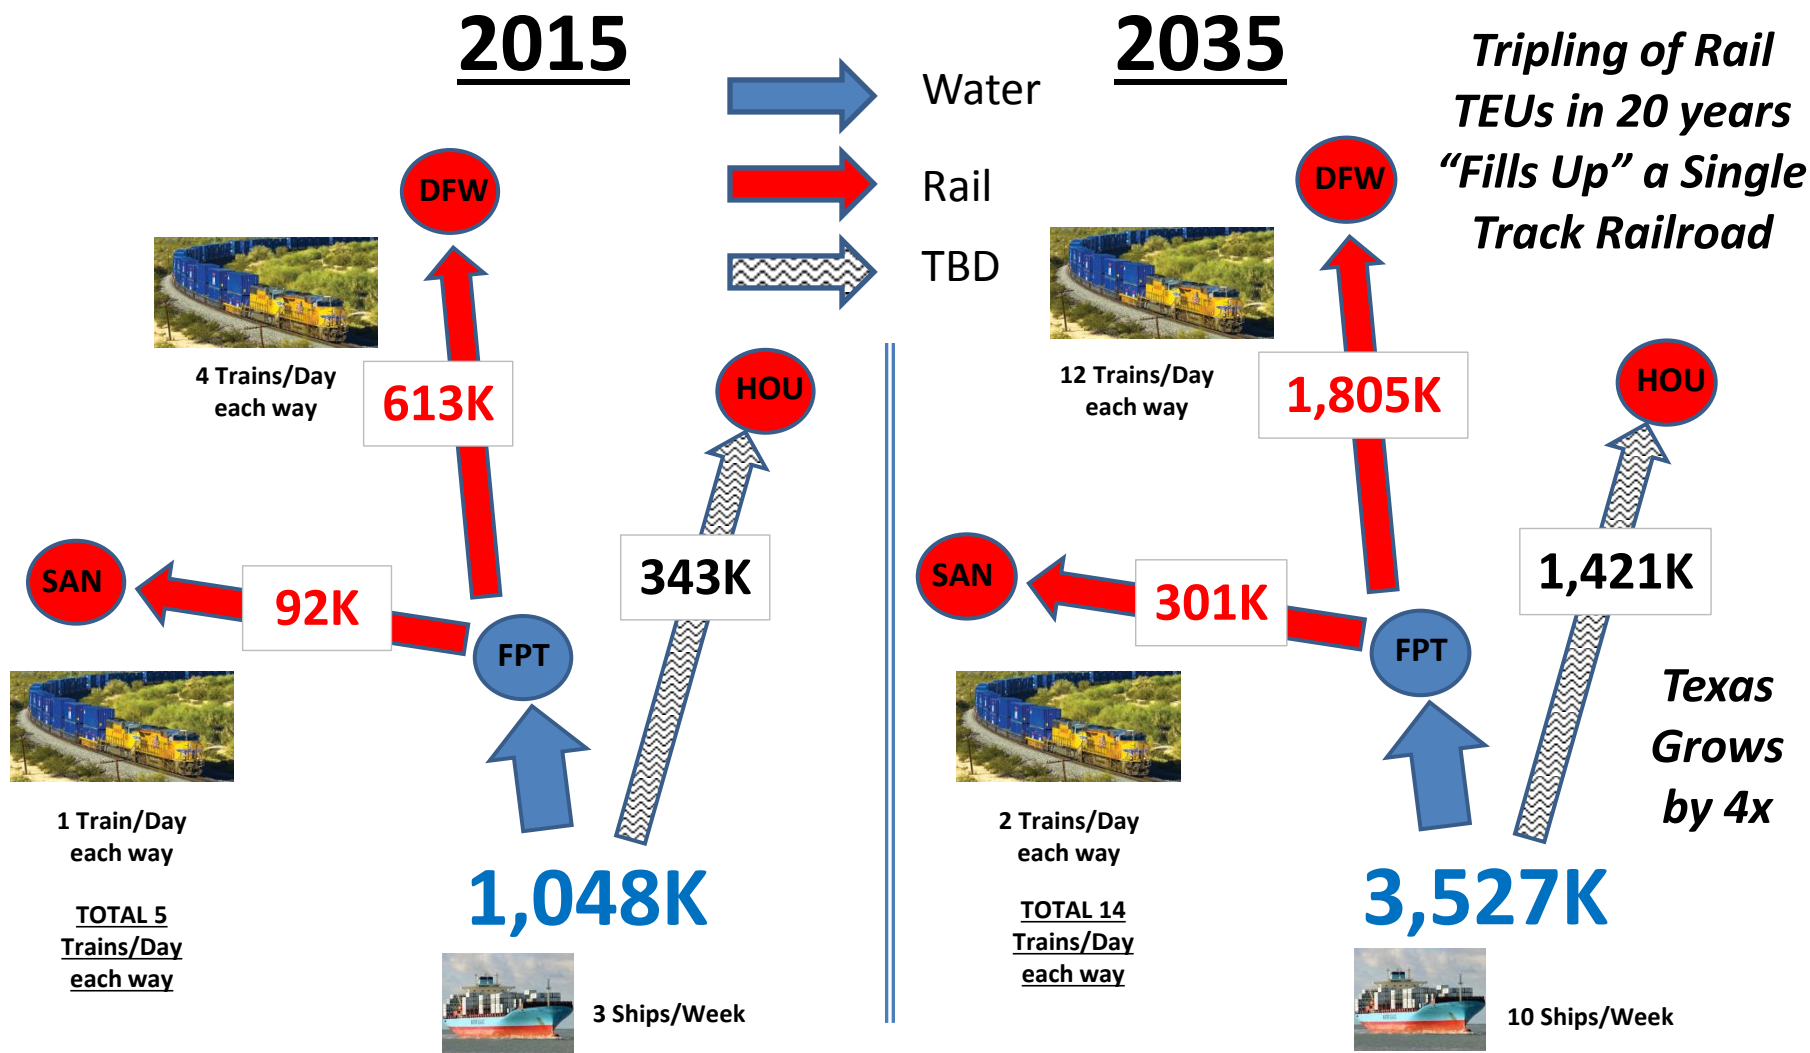 2015
Water
Rail
TBD
2035
Tripling of Rail
TEUs in 20 years
“Fills Up” a Single
Track Railroad
DFW
4 Trains/Day
each way
613K
HOU
343K
SAN
92K
FPT
1 Train/Day
each way
TOTAL 5
Trains/Day
each way
1,048K
3 Ships/Week
DFW
12 Trains/Day
each way
1,805K
HOU
1,421K
SAN
301K
FPT
2 Trains/Day
each way
TOTAL 14
Trains/Day
each way
3,527K
10 Ships/Week
Texas
Grows
by 4x